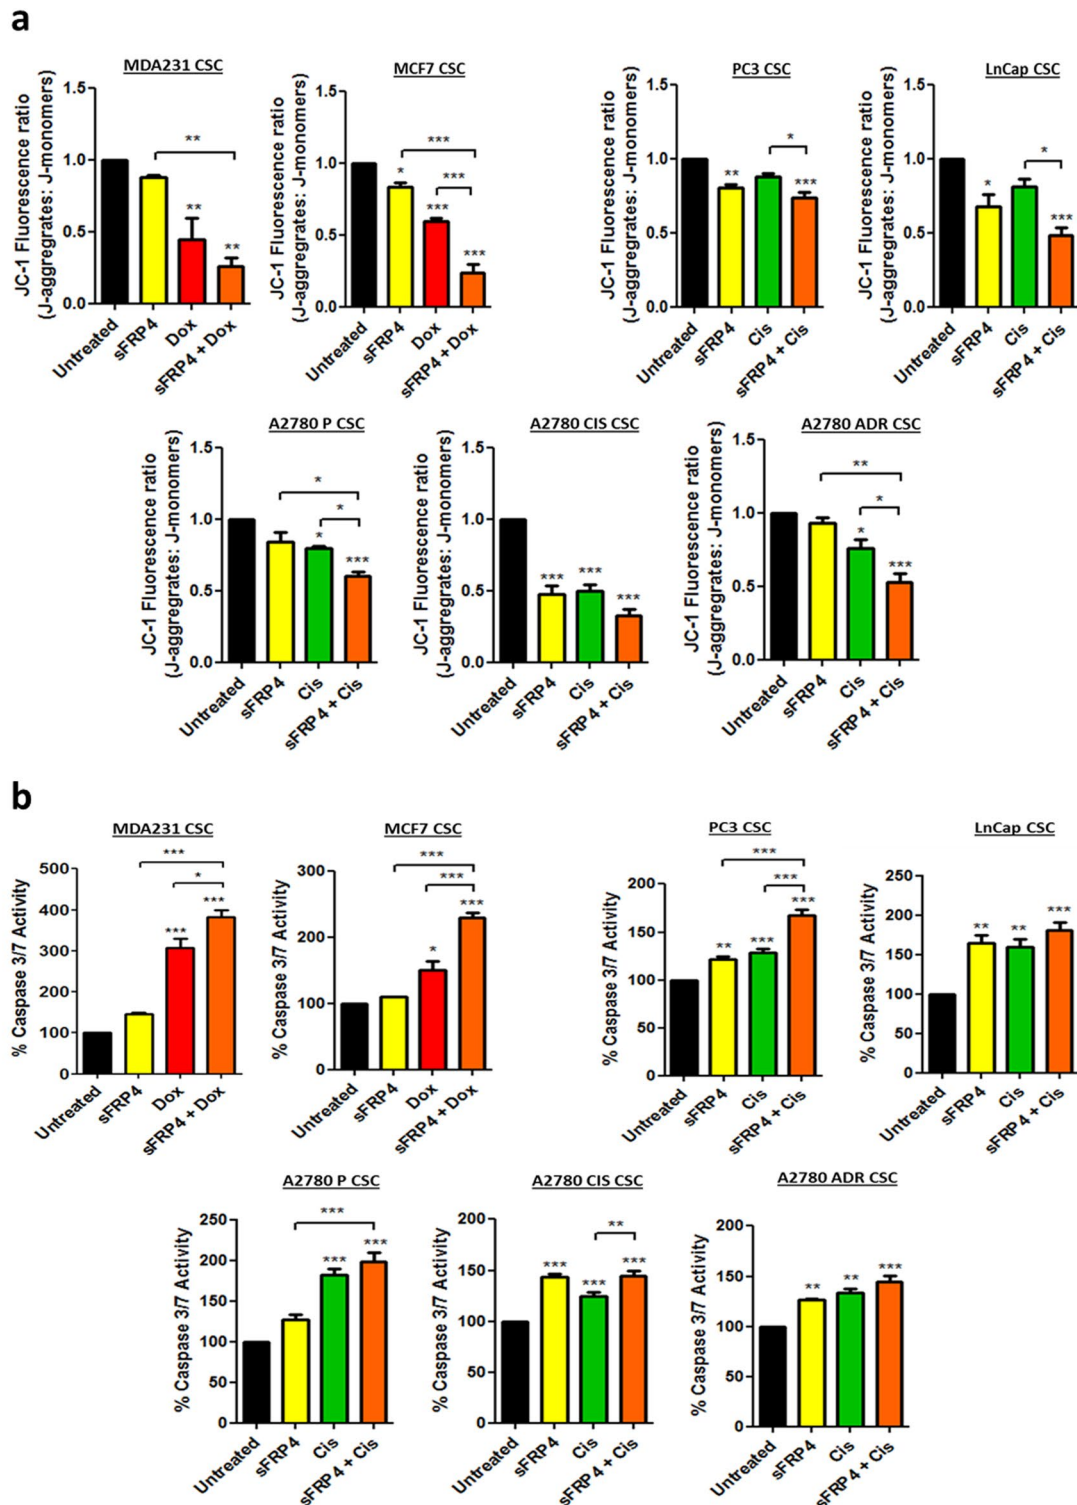 a
MDA231 CSC
JC-1 Fluorescence ratio
(J-aggregrates: J-monomers)
1.5
1.0
0.5
0.0
**
**
**
Untreated
sFRP4
Dox
sFRP4 + Dox
MCF7 CSC
JC-1 Fluorescence ratio
(J-aggregrates: J-monomers)
1.5
1.0
0.5
0.0
***
***
*
***
***
Untreated
sFRP4
Dox
sFRP4 + Dox
PC3 CSC
JC-1 Fluorescence ratio
(J-aggregrates: J-monomers)
1.5
1.0
0.5
0.0
*
**
***
Untreated
sFRP4
Cis
sFRP4 + Cis
LnCap CSC
JC-1 Fluorescence ratio
(J-aggregrates: J-monomers)
1.5
1.0
0.5
0.0
*
*
***
Untreated
sFRP4
Cis
sFRP4 + Cis
A2780 P CSC
JC-1 Fluorescence ratio
(J-aggregrates: J-monomers)
1.5
1.0
0.5
0.0
*
*
*
***
Untreated
sFRP4
Cis
sFRP4 + Cis
A2780 CIS CSC
JC-1 Fluorescence ratio
(J-aggregrates: J-monomers)
1.5
1.0
0.5
0.0
***
***
***
Untreated
sFRP4
Cis
sFRP4 + Cis
A2780 ADR CSC
JC-1 Fluorescence ratio
(J-aggregrates: J-monomers)
1.5
1.0
0.5
0.0
**
*
*
***
Untreated
sFRP4
Cis
sFRP4 + Cis
b
MDA231 CSC
% Caspase 3/7 Activity
500
400
300
200
100
0
***
*
***
***
Untreated
sFRP4
Dox
sFRP4 + Dox
MCF7 CSC
% Caspase 3/7 Activity
300
200
100
0
***
***
*
***
Untreated
sFRP4
Dox
sFRP4 + Dox
PC3 CSC
% Caspase 3/7 Activity
200
150
100
50
0
***
***
**
***
***
Untreated
sFRP4
Cis
sFRP4 + Cis
LnCap CSC
% Caspase 3/7 Activity
250
200
150
100
50
0
**
**
***
Untreated
sFRP4
Cis
sFRP4 + Cis
A2780 P CSC
% Caspase 3/7 Activity
250
200
150
100
50
0
***
***
***
Untreated
sFRP4
Cis
sFRP4 + Cis
A2780 CIS CSC
% Caspase 3/7 Activity
200
150
100
50
0
**
***
***
***
Untreated
sFRP4
Cis
sFRP4 + Cis
A2780 ADR CSC
% Caspase 3/7 Activity
200
150
100
50
0
**
**
***
Untreated
sFRP4
Cis
sFRP4 + Cis